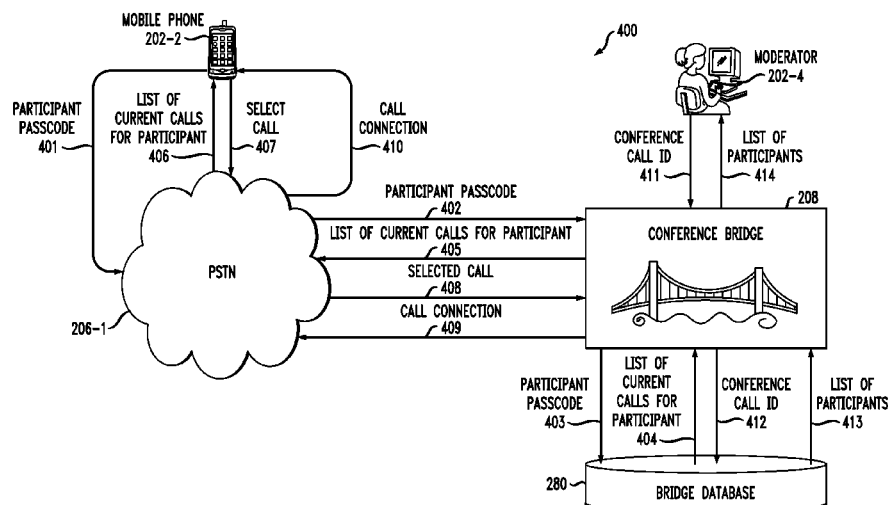 MOBILE PHONE
202-2
400
MODERATOR
202-4
PARTICIPANT
PASSCODE
401
LIST OF
CURRENT CALLS
FOR PARTICIPANT
406
SELECT
CALL
407
CALL
CONNECTION
410
CONFERENCE
CALL ID
411
LIST OF
PARTICIPANTS
414
PARTICIPANT PASSCODE
402
208
LIST OF CURRENT CALLS FOR PARTICIPANT
405
CONFERENCE BRIDGE
PSTN
SELECTED CALL
408
CALL CONNECTION
409
206-1
PARTICIPANT
PASSCODE
403
LIST OF
CURRENT
CALLS FOR
PARTICIPANT
404
CONFERENCE
CALL ID
412
LIST OF
PARTICIPANTS
413
280
BRIDGE DATABASE